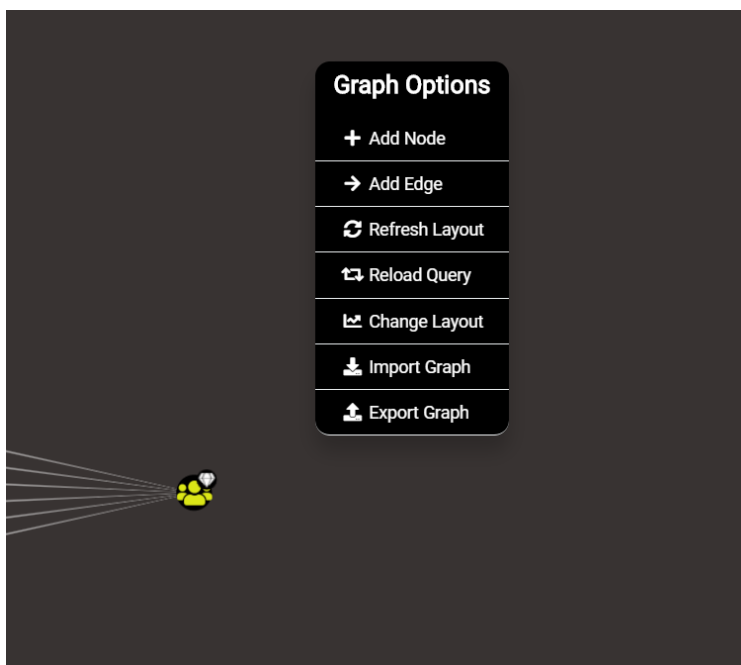 Graph Options
Add Node
Add Edge
Refresh Layout
Reload Query
Change Layout
Import Graph
Export Graph